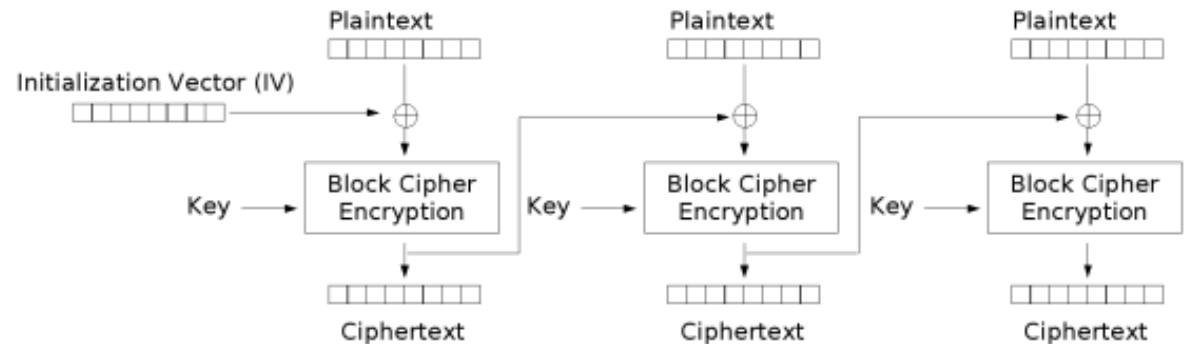 Plaintext
Plaintext
Plaintext
Initialization Vector (IV)
Key
Block Cipher
Encryption
Key
Block Cipher
Encryption
Key
Block Cipher
Encryption
Ciphertext
Ciphertext
Ciphertext